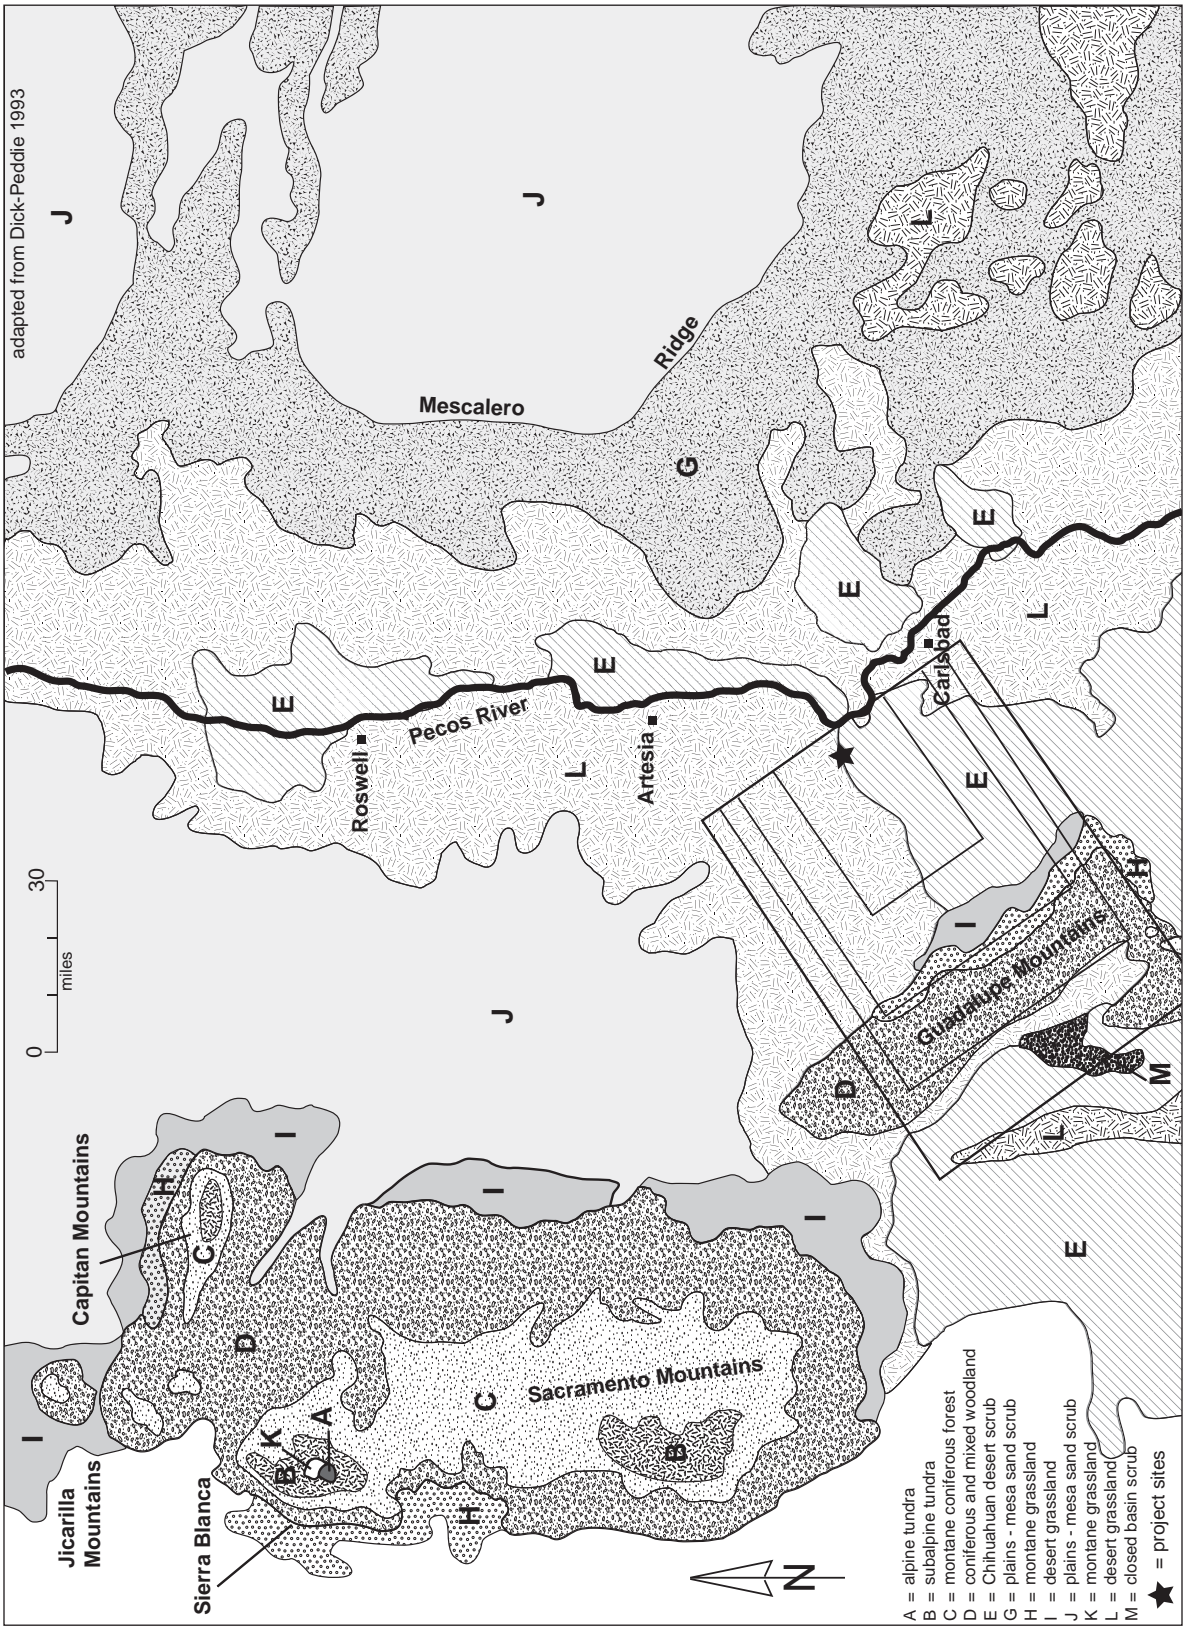 adapted from Dick-Peddie 1993
J
J
Mescalero
Ridge
G
L
E
E
E
E
L
L
Pecos River
Roswell
Artesia
Carlsbad
0
30
miles
J
E
I
H
D
Guadalupe Mountains
M
L
E
Capitan Mountains
H
I
C
D
I
I
I
Jicarilla
Mountains
Sierra Blanca
K
A
B
C
Sacramento Mountains
B
H
N
A = alpine tundra
B = subalpine tundra
C = montane coniferous forest
D = coniferous and mixed woodland
E = Chihuahuan desert scrub
G = plains - mesa sand scrub
H = montane grassland
I = desert grassland
J = plains - mesa sand scrub
K = montane grassland
L = desert grassland
M = closed basin scrub
= project sites